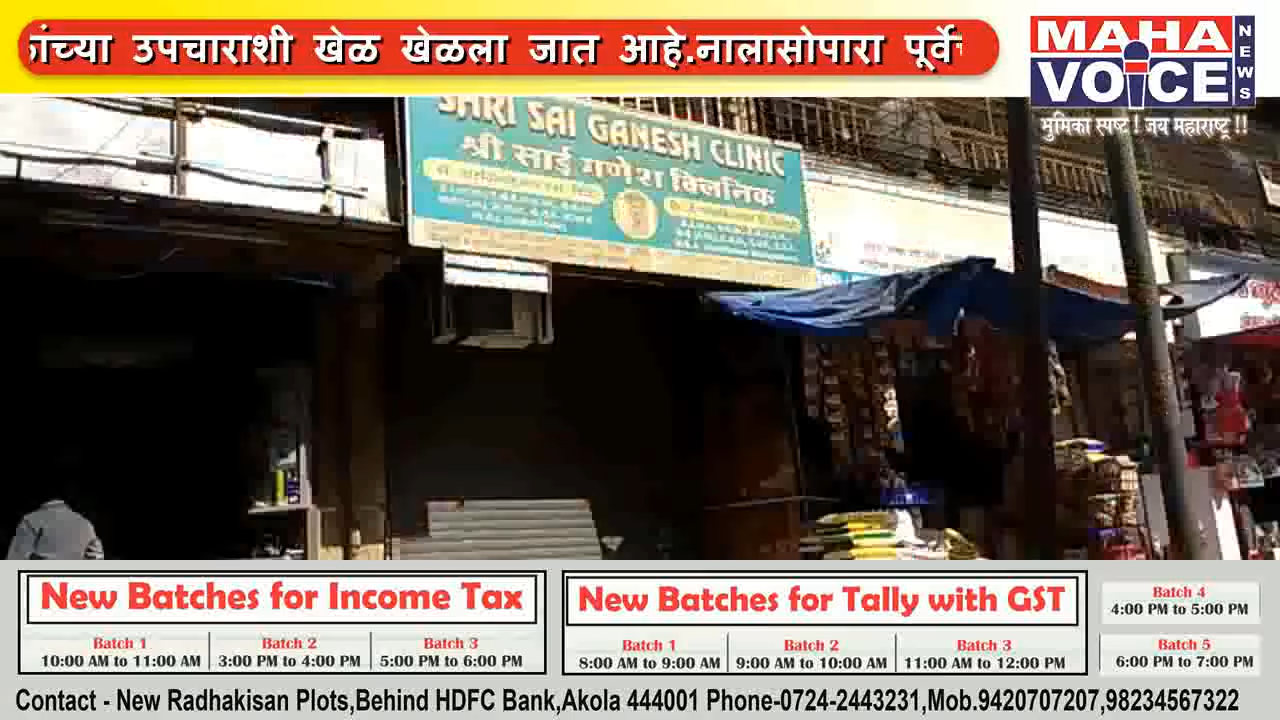 ांच्या उपचाराशी खेळ खेळला जात आहे.नालासोपारा पूर्वे
MAHA
VOICE
NEWS
भुमिका स्पष्ट ! जय महाराष्ट्र !!
SHRI SAI GANESH CLINIC
श्री साई गणेश क्लिनिक
New Batches for Income Tax
Batch 1 Batch 2 Batch 3
10:00 AM to 11:00 AM 3:00 PM to 4:00 PM 5:00 PM to 6:00 PM
New Batches for Tally with GST
Batch 1 Batch 2 Batch 3
8:00 AM to 9:00 AM 9:00 AM to 10:00 AM 11:00 AM to 12:00 PM
Batch 4
4:00 PM to 5:00 PM
Batch 5
6:00 PM to 7:00 PM
Contact - New Radhakisan Plots,Behind HDFC Bank,Akola 444001 Phone-0724-2443231,Mob.9420707207,98234567322